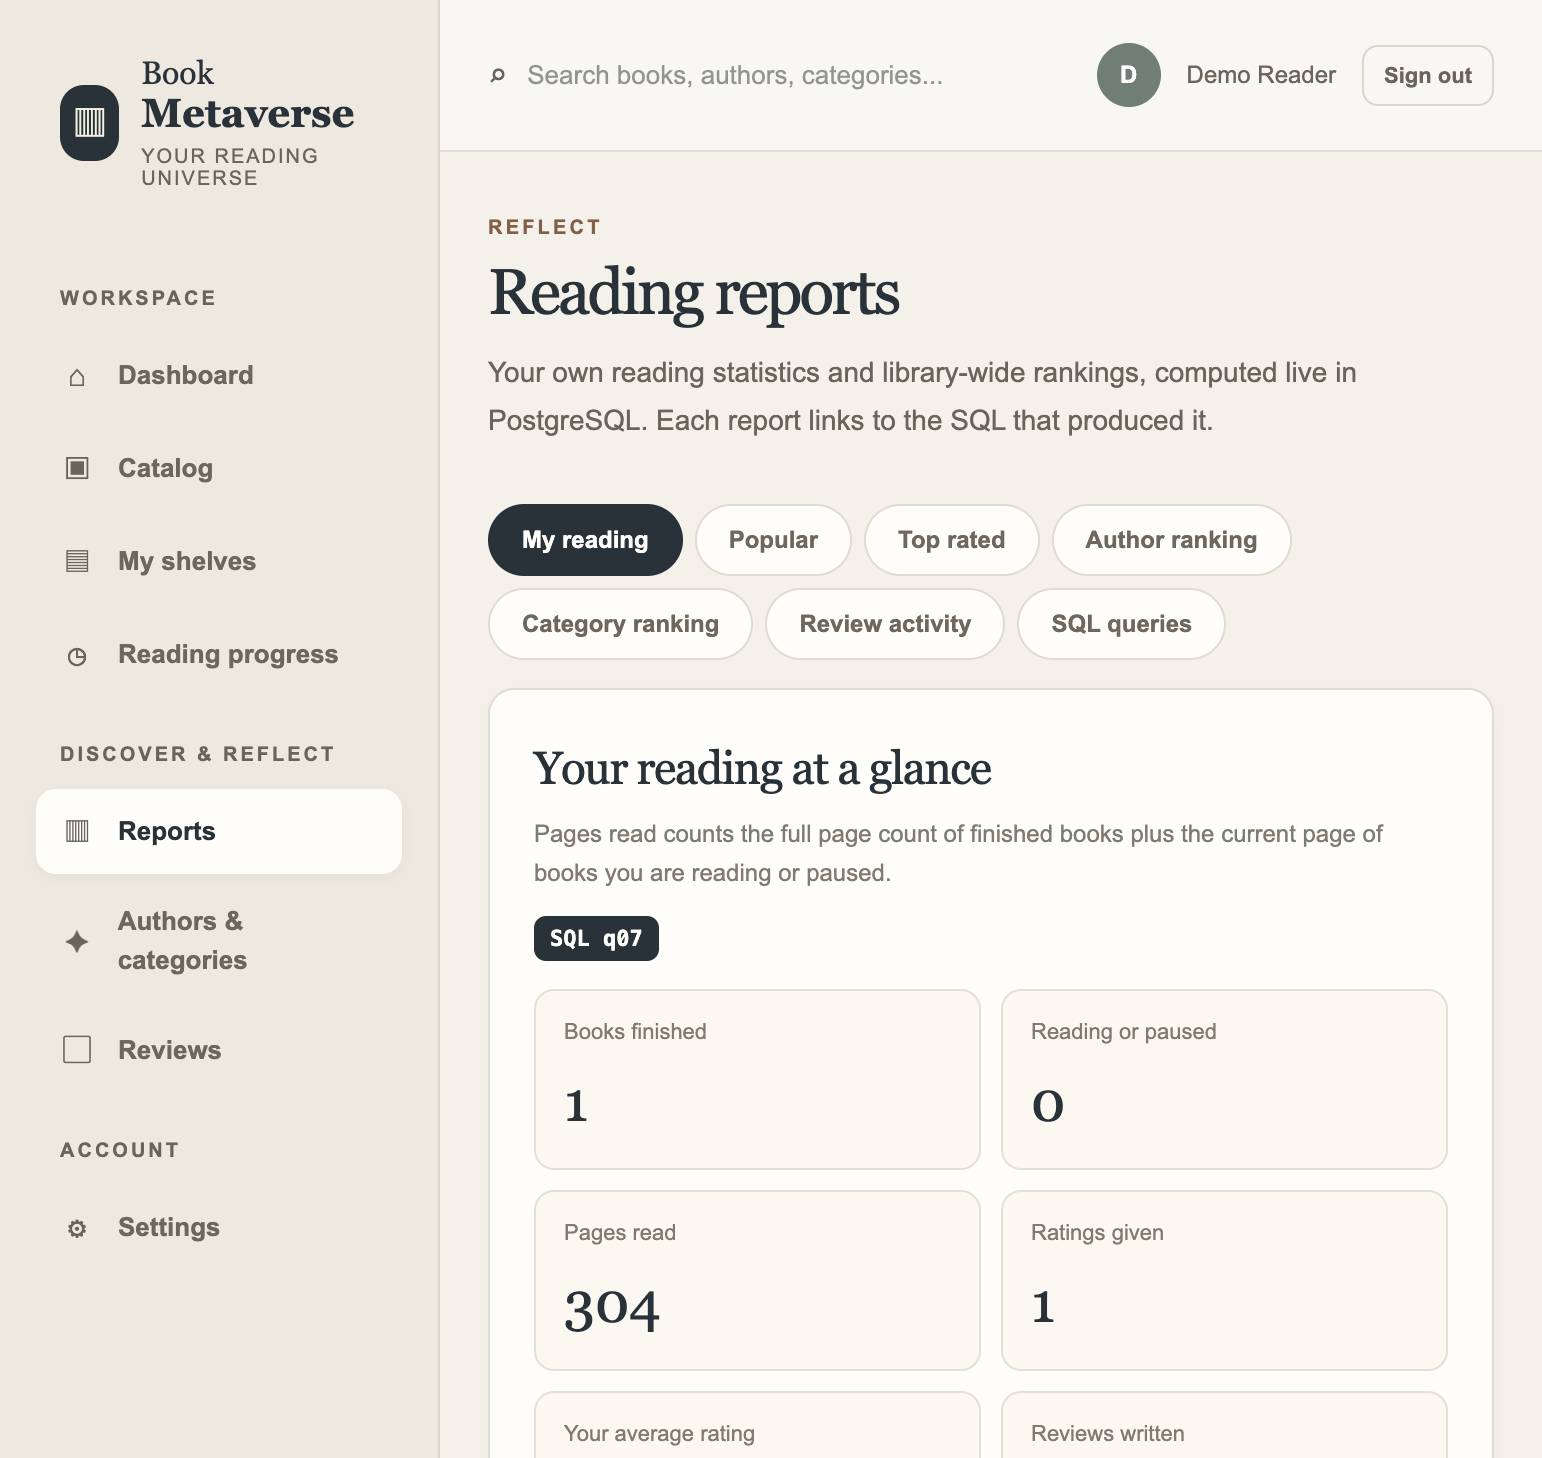 Book
Metaverse
YOUR READING
UNIVERSE
WORKSPACE
Dashboard
Catalog
My shelves
Reading progress
DISCOVER & REFLECT
Reports
Authors &
categories
Reviews
ACCOUNT
Settings
Search books, authors, categories...
D
Demo Reader
Sign out
REFLECT
Reading reports
Your own reading statistics and library-wide rankings, computed live in
PostgreSQL. Each report links to the SQL that produced it.
My reading
Popular
Top rated
Author ranking
Category ranking
Review activity
SQL queries
Your reading at a glance
Pages read counts the full page count of finished books plus the current page of
books you are reading or paused.
SQL q07
Books finished
1
Reading or paused
0
Pages read
304
Ratings given
1
Your average rating
Reviews written